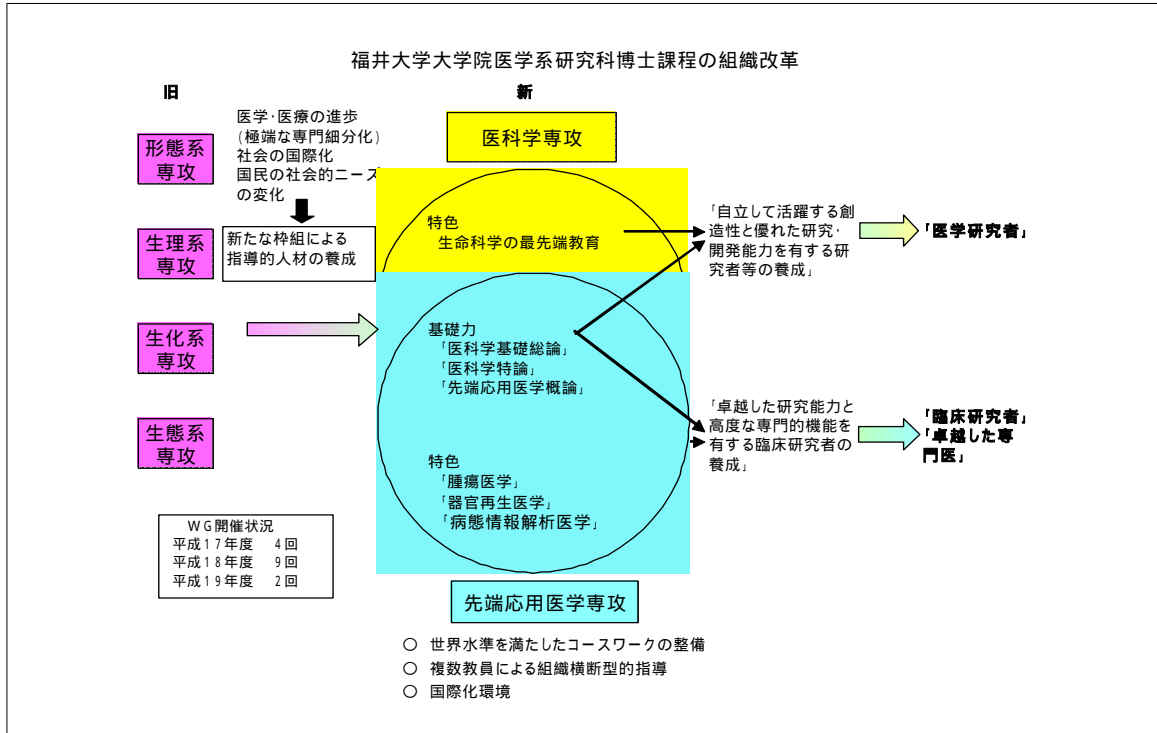 福井大学大学院医学系研究科博士課程の組織改革
旧
新
形態系
専攻
生理系
専攻
生化系
専攻
生態系
専攻
医学・医療の進歩
(極端な専門細分化)
社会の国際化
国民の社会的ニーズ
の変化
新たな枠組による
指導的人材の養成
WG開催状況
平成17年度 4回
平成18年度 9回
平成19年度 2回
医科学専攻
特色
生命科学の最先端教育
基礎力
「医科学基礎総論」
「医科学特論」
「先端応用医学概論」
特色
「腫瘍医学」
「器官再生医学」
「病態情報解析医学」
先端応用医学専攻
○ 世界水準を満たしたコースワークの整備
○ 複数教員による組織横断型的指導
○ 国際化環境
「自立して活躍する創
造性と優れた研究・
開発能力を有する研
究者等の養成」
「医学研究者」
「卓越した研究能力と
高度な専門的機能を
有する臨床研究者の
養成」
「臨床研究者」
「卓越した専
門医」